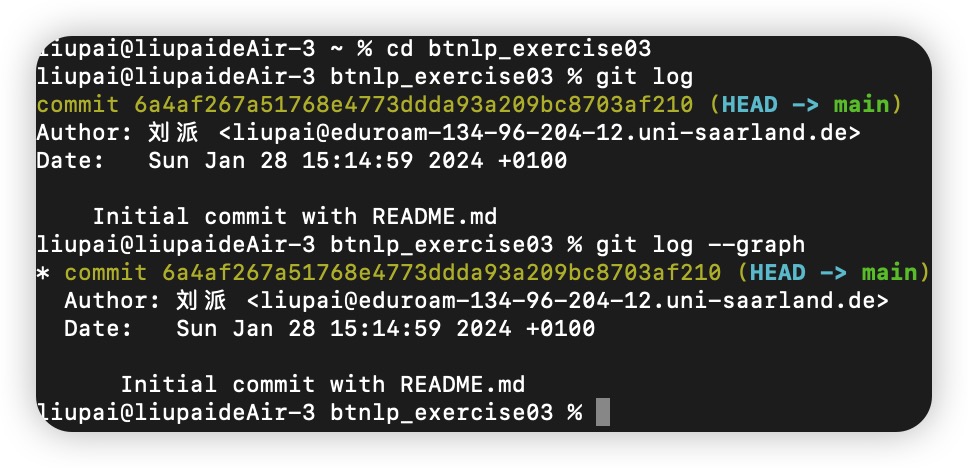 liupai@liupaideAir-3 ~ % cd btnlp_exercise03
liupai@liupaideAir-3 btnlp_exercise03 % git log
commit 6a4af267a51768e4773ddda93a209bc8703af210 (HEAD -> main)
Author: 刘派 <liupai@eduroam-134-96-204-12.uni-saarland.de>
Date:   Sun Jan 28 15:14:59 2024 +0100

    Initial commit with README.md
liupai@liupaideAir-3 btnlp_exercise03 % git log --graph
* commit 6a4af267a51768e4773ddda93a209bc8703af210 (HEAD -> main)
  Author: 刘派 <liupai@eduroam-134-96-204-12.uni-saarland.de>
  Date:   Sun Jan 28 15:14:59 2024 +0100

      Initial commit with README.md
liupai@liupaideAir-3 btnlp_exercise03 %